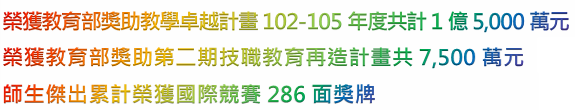 榮獲教育部獎助教學卓越計畫 102-105 年度共計 1 億 5,000 萬元
榮獲教育部獎助第二期技職教育再造計畫共 7,500 萬元
師生傑出累計榮獲國際競賽 286 面獎牌